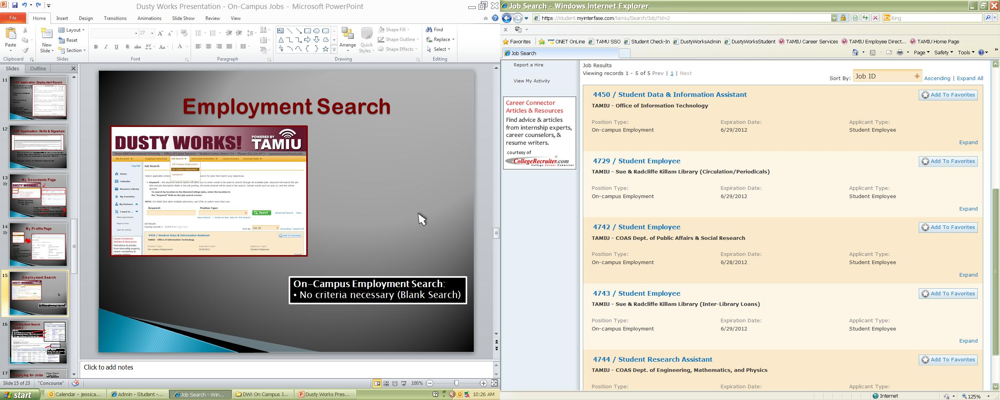 Dusty Works Presentation - On-Campus Jobs - Microsoft PowerPoint
File Home Insert Design Transitions Animations Slide Show Review View
Paste
New Slide
Layout
Reset
Section
27
Arrange
Quick Styles
Shape Fill
Shape Outline
Shape Effects
Find
Replace
Select
Clipboard Slides Font Paragraph Drawing Editing
Slides Outline
11
SEP Application: Employment Record
12
SEP Application: Skills & Signature
13
My Documents Page
DUSTY WORKS!
14
My Profile Page
15
Employment Search
DUSTY WORKS! TAMIU
16
Employment Search
17
Applying for Jobs
Employment Search
DUSTY WORKS! POWERED BY TAMIU
Texas A&M International University • Office of Career Services • Student Center, Room 114 • Phone: 956.326.4473 • careerservices@tamiu.edu
My Account Employer Directory Job Search Interview Schedules Career Events External Links
Off-Campus Employment
On-Campus Employment
JobSearch
Log Out
Home
Calendar
Resource Library
My Favorites
My Partners
I want to ...
Make Appointment
Report a Hire
View My Activity
Job Search
Select applicable criteria search for jobs that match your objectives.
• Keyword - the keyword search option will allow you to enter words to be used to search through all available jobs. Keyword will search the job
title and job description fields in the job posting. All words entered will be used in the search. Certain words such as and, or, and the will be
ignored.
To search by location in the MonsterCollege jobs, enter the location in
the "keyword" field on the job search screen.
NOTE: For fields that allow multiple selections, use CTRL to select more than one.
Keyword: Position Type:
Search Advanced Search Clear
Save Search | Email me New Jobs for this Search
Job Results
Viewing records 1 - 5 of 5 Prev | 1 | Next
Sort By: Job ID Ascending | Expand All
4450 / Student Data & Information Assistant Add To Favorites
TAMIU - Office of Information Technology
Position Type: Expiration Date: Applicant Type:
On-campus Employment 6/29/2012 Student Employee
Expand
Career Connector
Articles & Resources
Find advice & articles
from internship experts,
career counselors, &
resume writers.
On-Campus Employment Search:
• No criteria necessary (Blank Search)
Click to add notes
Slide 15 of 23 "Concourse" 100%
start
Calendar - jessica...
Admin - Student -...
Job Search - Win...
DW! On Campus J...
Dusty Works Pres...
10:26 AM
Job Search - Windows Internet Explorer
https://student.myinterfase.com/tamiu/Search/Job/?id=2
Bing
Favorites ONET OnLine TAMU SSO Student Check-In DustyWorksAdmin DustyWorksStudent TAMIU Career Services TAMIU Employee Direct... TAMIU Home Page
Job Search
Page Safety Tools
Report a Hire
View My Activity
Career Connector
Articles & Resources
Find advice & articles
from internship experts,
career counselors, &
resume writers.
courtesy of
CollegeRecruiter.com
College Career Connector
Job Results
Viewing records 1 - 5 of 5 Prev | 1 | Next
Sort By: Job ID Ascending | Expand All
4450 / Student Data & Information Assistant Add To Favorites
TAMIU - Office of Information Technology
Position Type: Expiration Date: Applicant Type:
On-campus Employment 6/29/2012 Student Employee
Expand
4729 / Student Employee Add To Favorites
TAMIU - Sue & Radcliffe Killam Library (Circulation/Periodicals)
Position Type: Expiration Date: Applicant Type:
On-campus Employment 6/29/2012 Student Employee
Expand
4742 / Student Employee Add To Favorites
TAMIU - COAS Dept. of Public Affairs & Social Research
Position Type: Expiration Date: Applicant Type:
On-campus Employment 6/28/2012 Student Employee
Expand
4743 / Student Employee Add To Favorites
TAMIU - Sue & Radcliffe Killam Library (Inter-Library Loans)
Position Type: Expiration Date: Applicant Type:
On-campus Employment 6/29/2012 Student Employee
Expand
4744 / Student Research Assistant Add To Favorites
TAMIU - COAS Dept. of Engineering, Mathematics, and Physics
Position Type: Expiration Date: Applicant Type:
Internet 125%